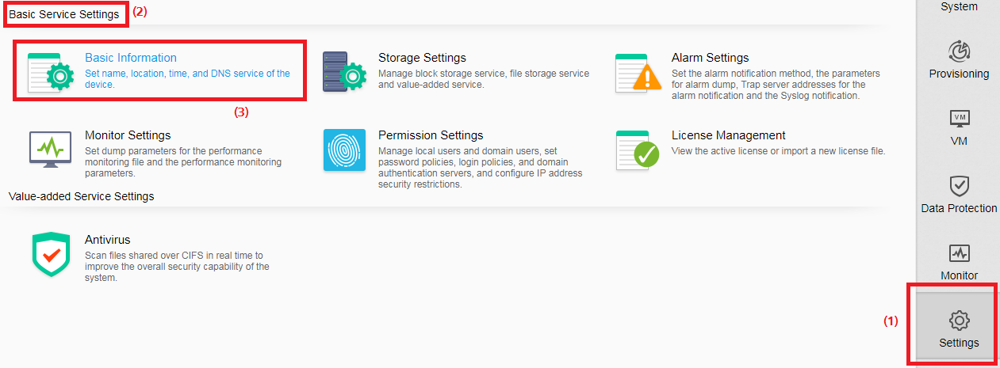 Basic Service Settings
(2)
Basic Information
Set name, location, time, and DNS service of the
device.
(3)
Storage Settings
Manage block storage service, file storage service
and value-added service.
Alarm Settings
Set the alarm notification method, the parameters
for alarm dump, Trap server addresses for the
alarm notification and the Syslog notification.
Monitor Settings
Set dump parameters for the performance
monitoring file and the performance monitoring
parameters.
Permission Settings
Manage local users and domain users, set
password policies, login policies, and domain
authentication servers, and configure IP address
security restrictions.
License Management
View the active license or import a new license file.
Value-added Service Settings
Antivirus
Scan files shared over CIFS in real time to
improve the overall security capability of the
system.
System
Provisioning
VM
VM
Data Protection
Monitor
(1)
Settings